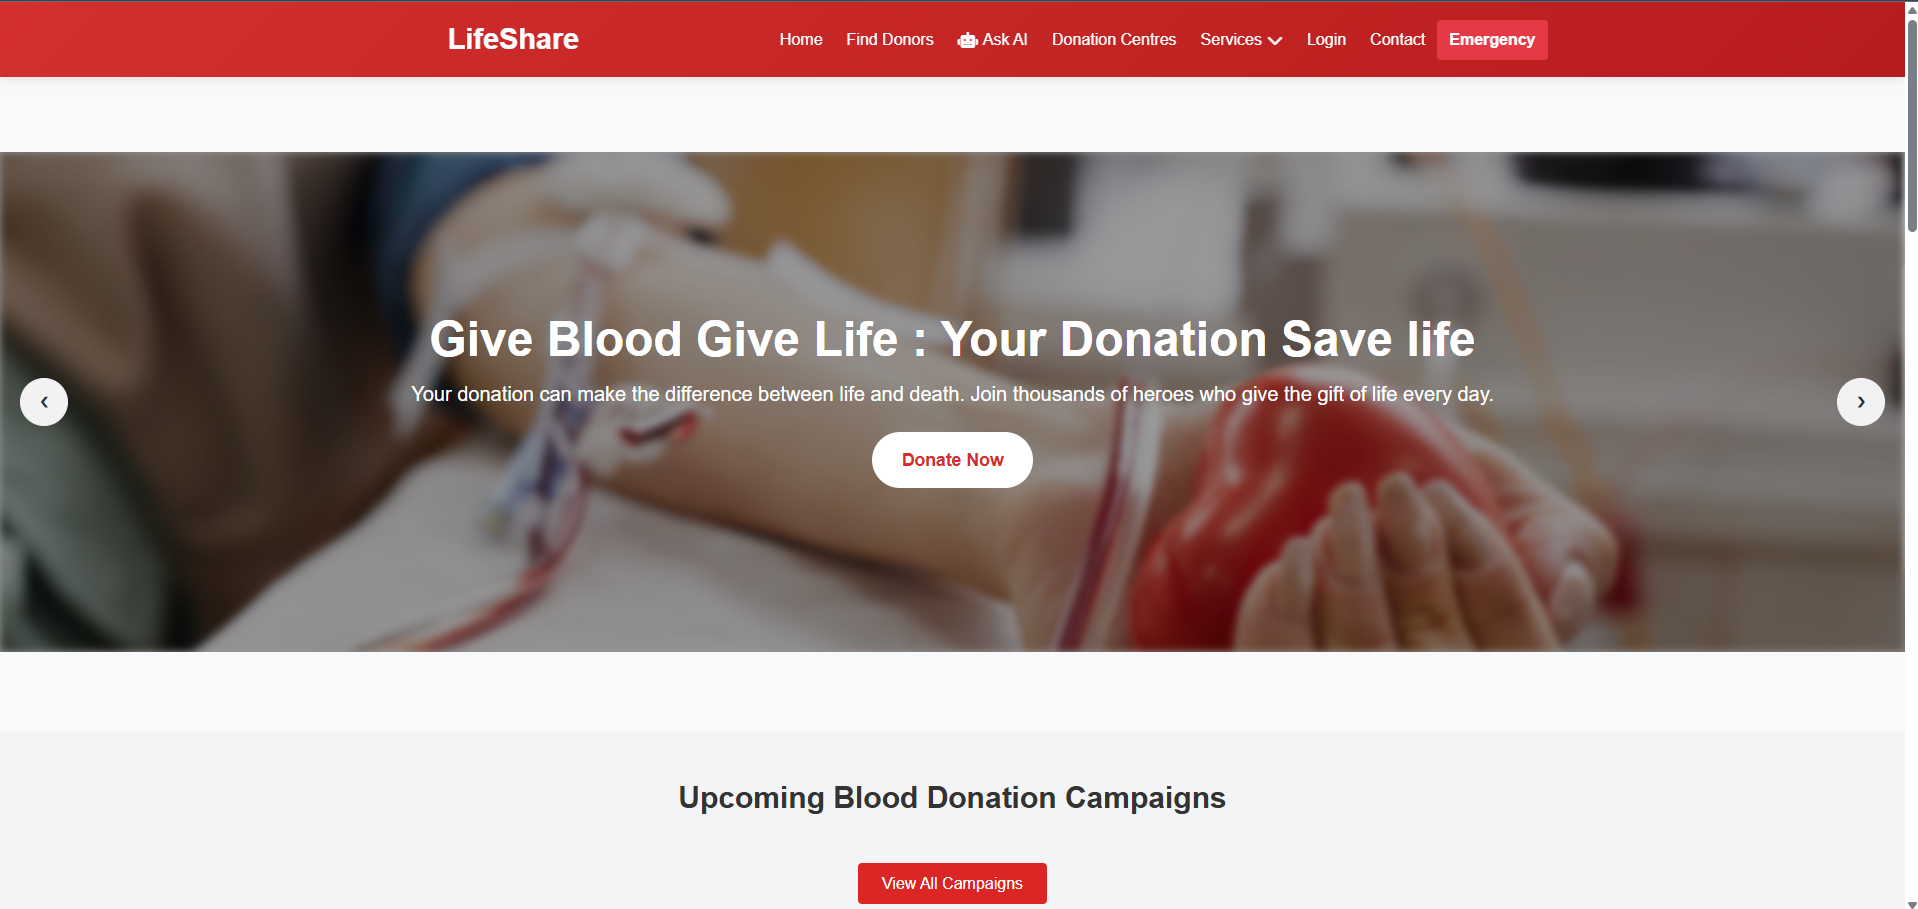 LifeShare
Home Find Donors Ask AI Donation Centres Services Login Contact Emergency
Give Blood Give Life : Your Donation Save life
Your donation can make the difference between life and death. Join thousands of heroes who give the gift of life every day.
‹ ›
Donate Now
Upcoming Blood Donation Campaigns
View All Campaigns